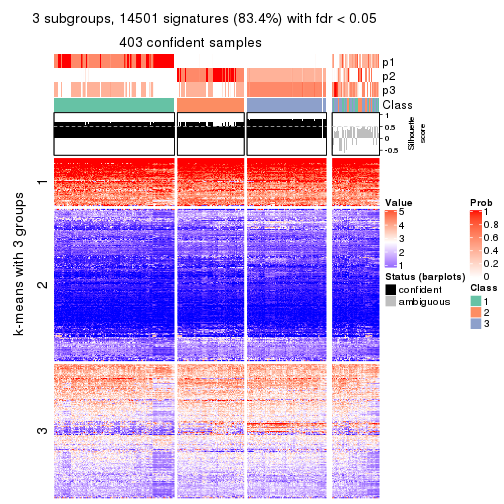 3 subgroups, 14501 signatures (83.4%) with fdr < 0.05
403 confident samples
p1
p2
p3
Class
1
0.5
0
-0.5
Silhouette
score
k-means with 3 groups
1
2
3
Value
5
4
3
2
1
Status (barplots)
confident
ambiguous
Prob
1
0.8
0.6
0.4
0.2
0
Class
1
2
3